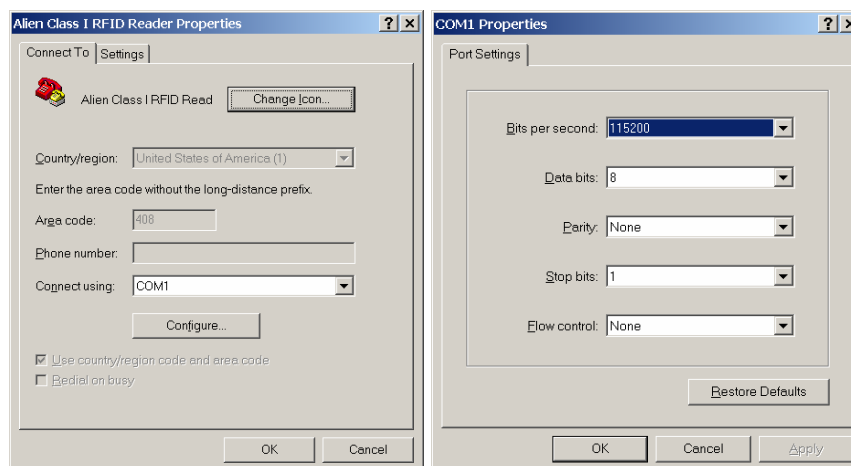 Alien Class I RFID Reader Properties
Connect To
Settings
Alien Class I RFID Read
Change Icon...
Country/region:
United States of America (1)
Enter the area code without the long-distance prefix.
Area code:
408
Phone number:
Connect using:
COM1
Configure...
Use country/region code and area code
Redial on busy
OK
Cancel
COM1 Properties
Port Settings
Bits per second:
115200
Data bits:
8
Parity:
None
Stop bits:
1
Flow control:
None
Restore Defaults
OK
Cancel
Apply